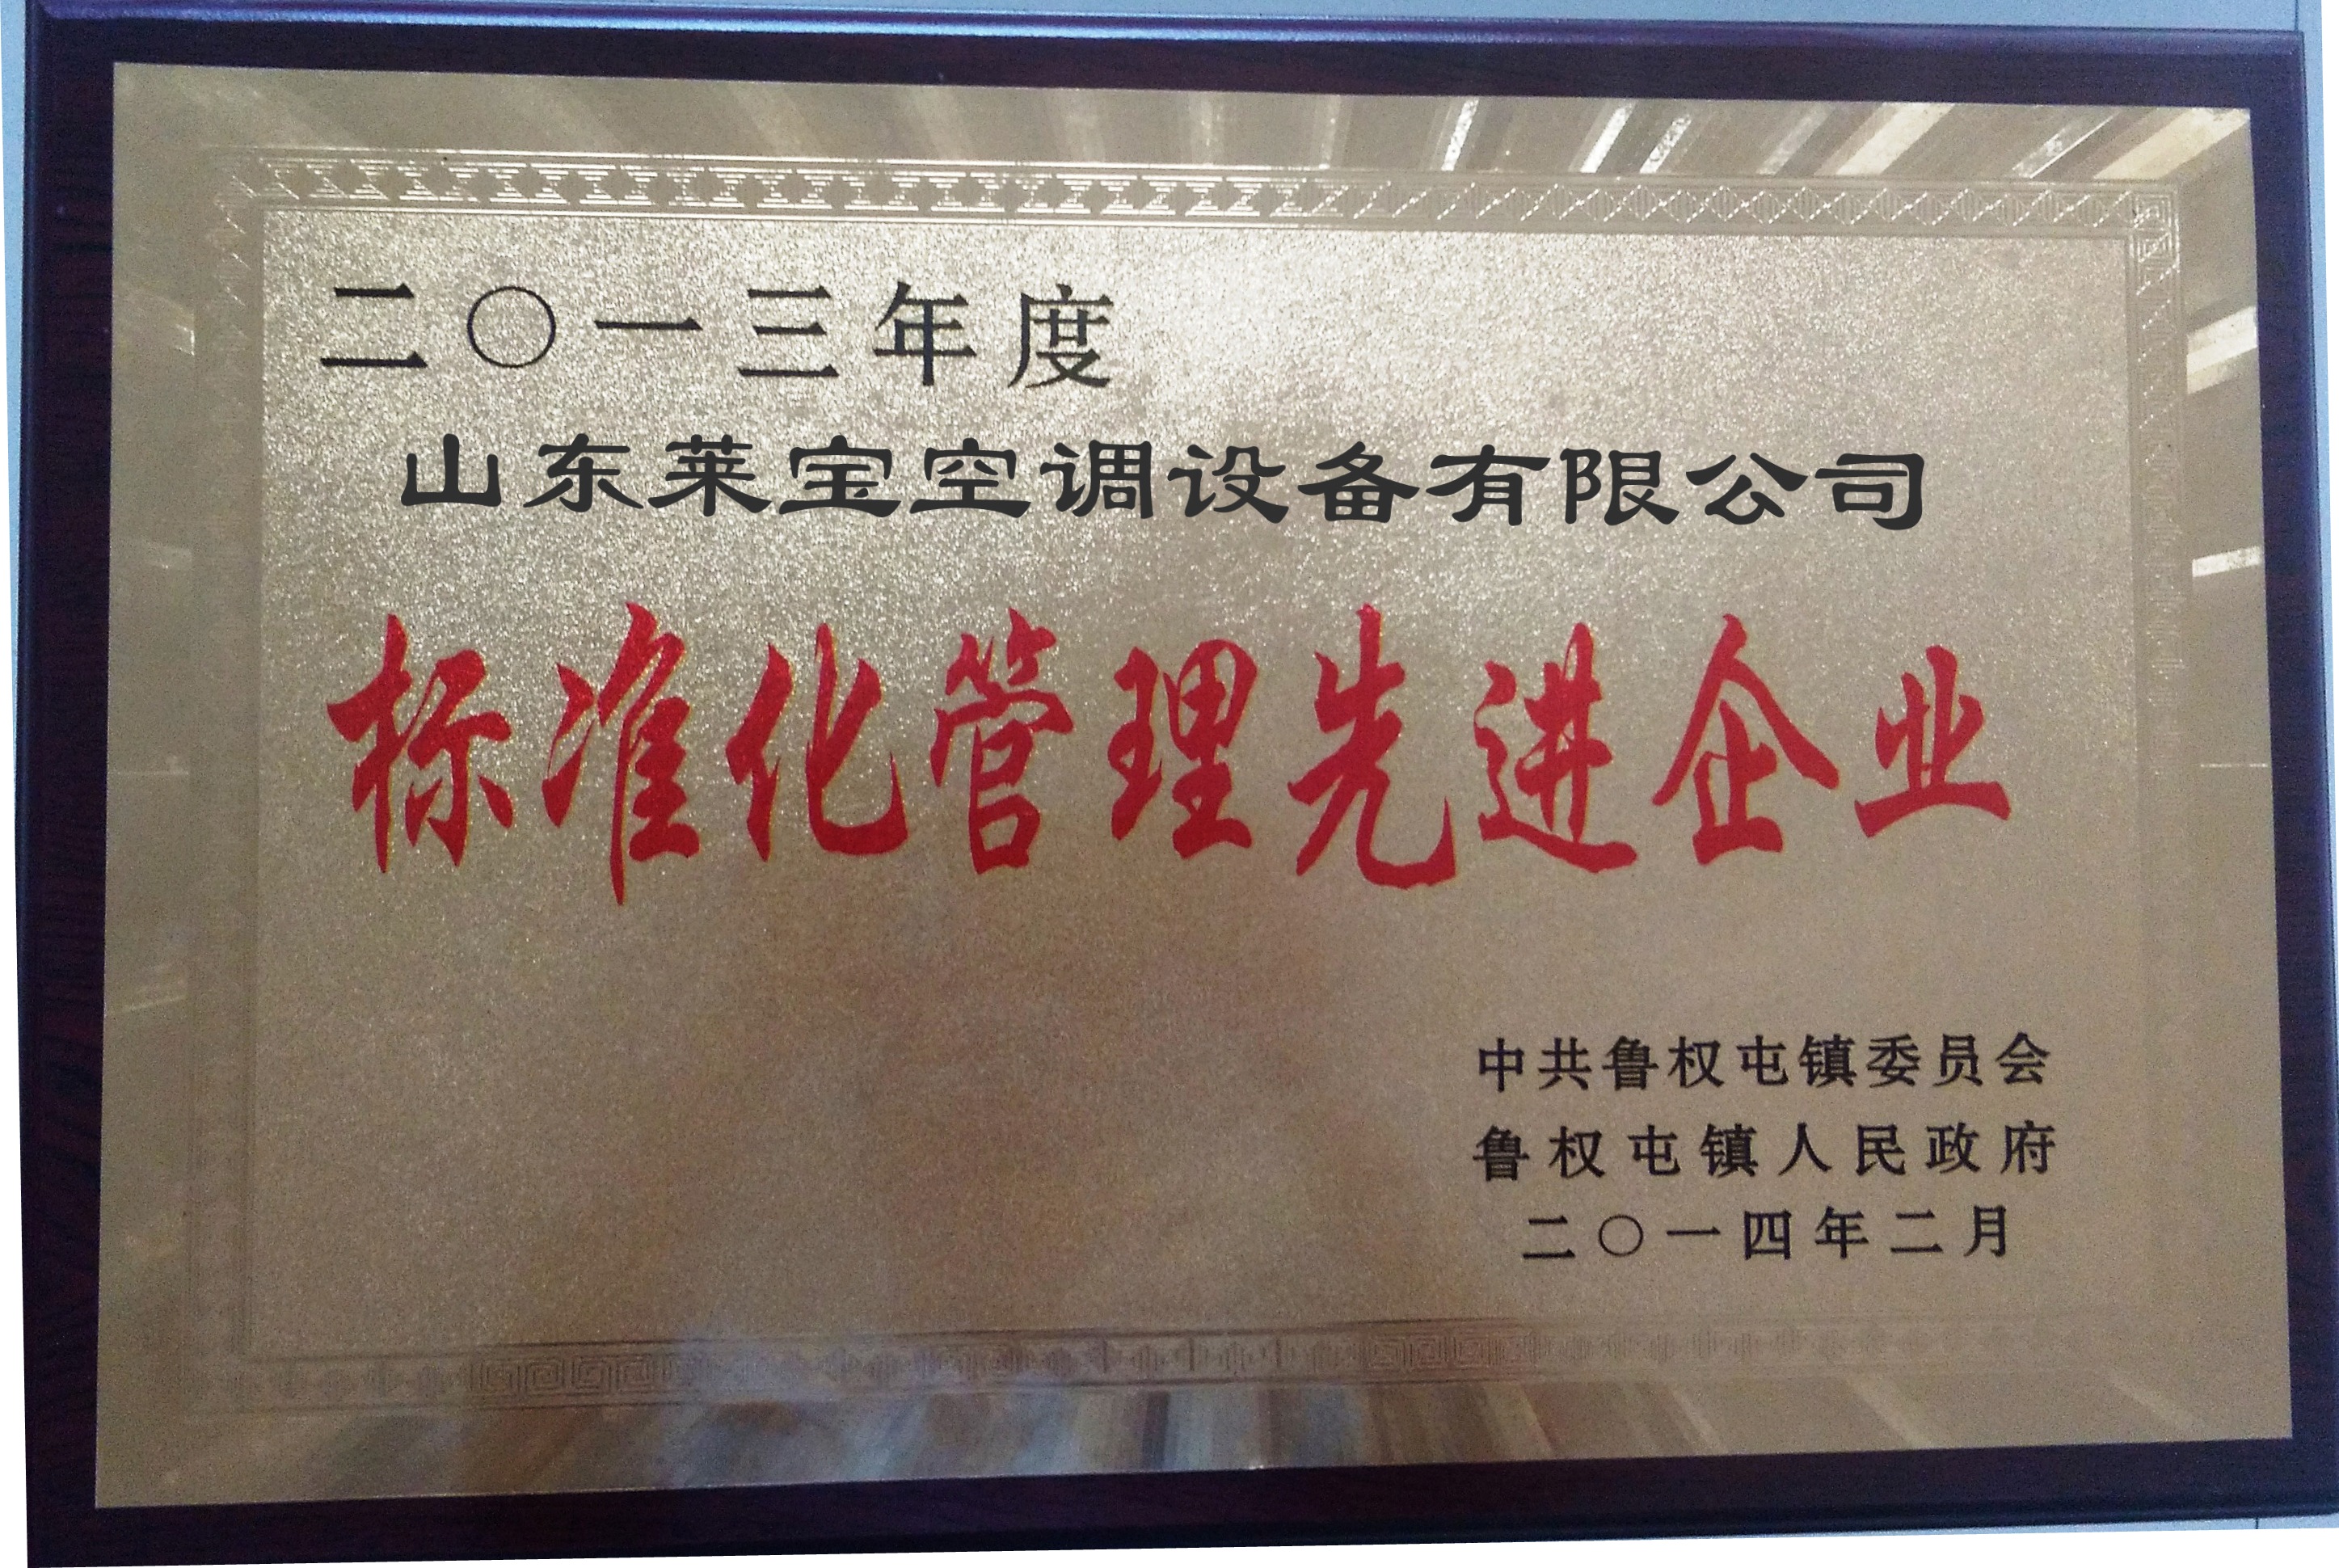 二〇一三年度
山东莱宝空调设备有限公司
标准化管理先进企业
中共鲁权屯镇委员会
鲁权屯镇人民政府
二〇一四年二月